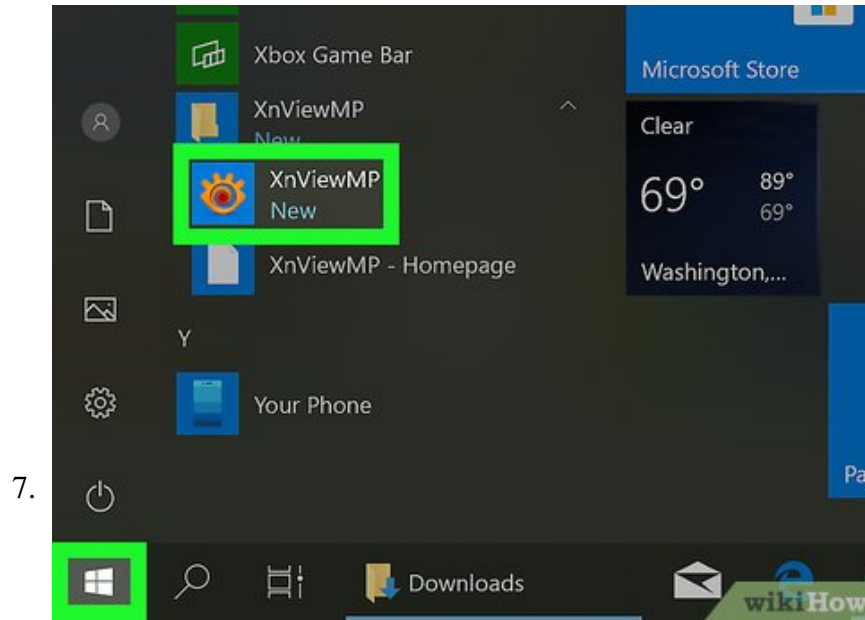 Xbox Game Bar
Microsoft Store
XnViewMP
New
Clear
XnViewMP
New
69°
89°
69°
XnViewMP - Homepage
Washington,...
Y
Your Phone
7.
Pa
Downloads
wikiHow